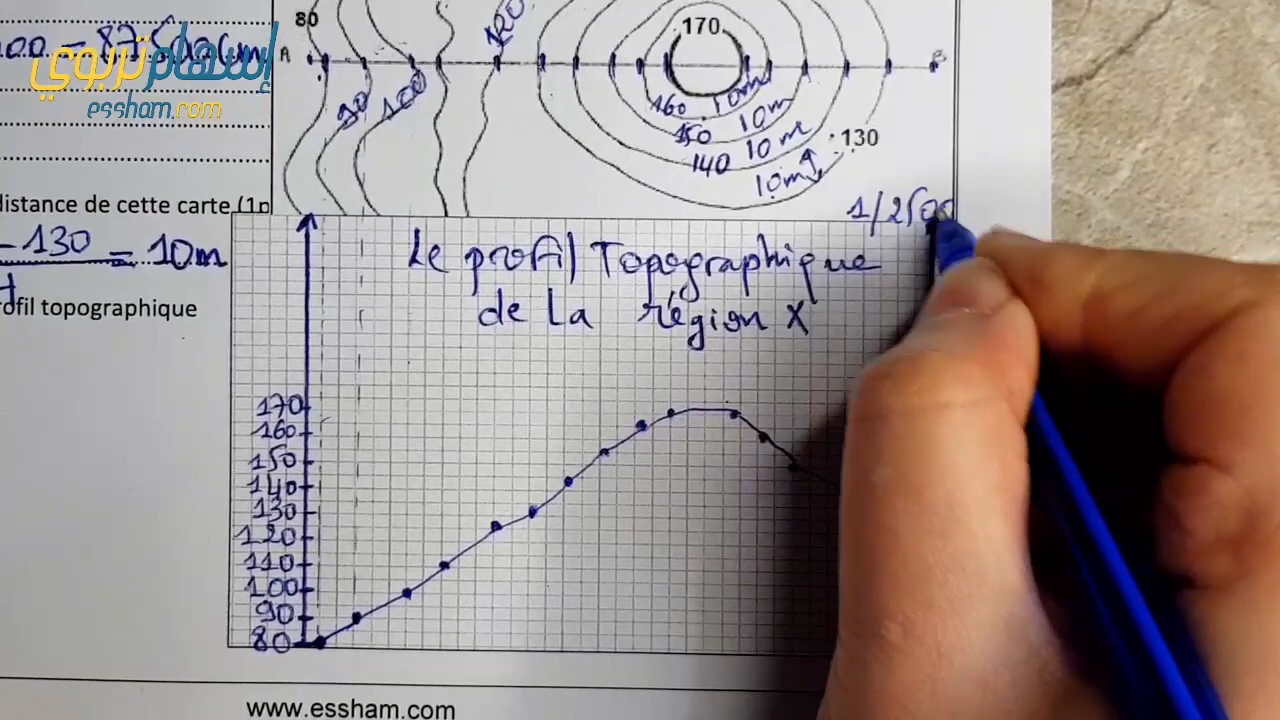 80
120
170
A
B
إسهام تربوي
essham.com
90
100
160 10m
150 10m
140 10m
10m
130
distance de cette carte (1p
-130 = 10m
rofil topographique
1/2500
Le profil Topographique
de la région X
170
160
150
140
130
120
110
100
90
80
www.essham.com